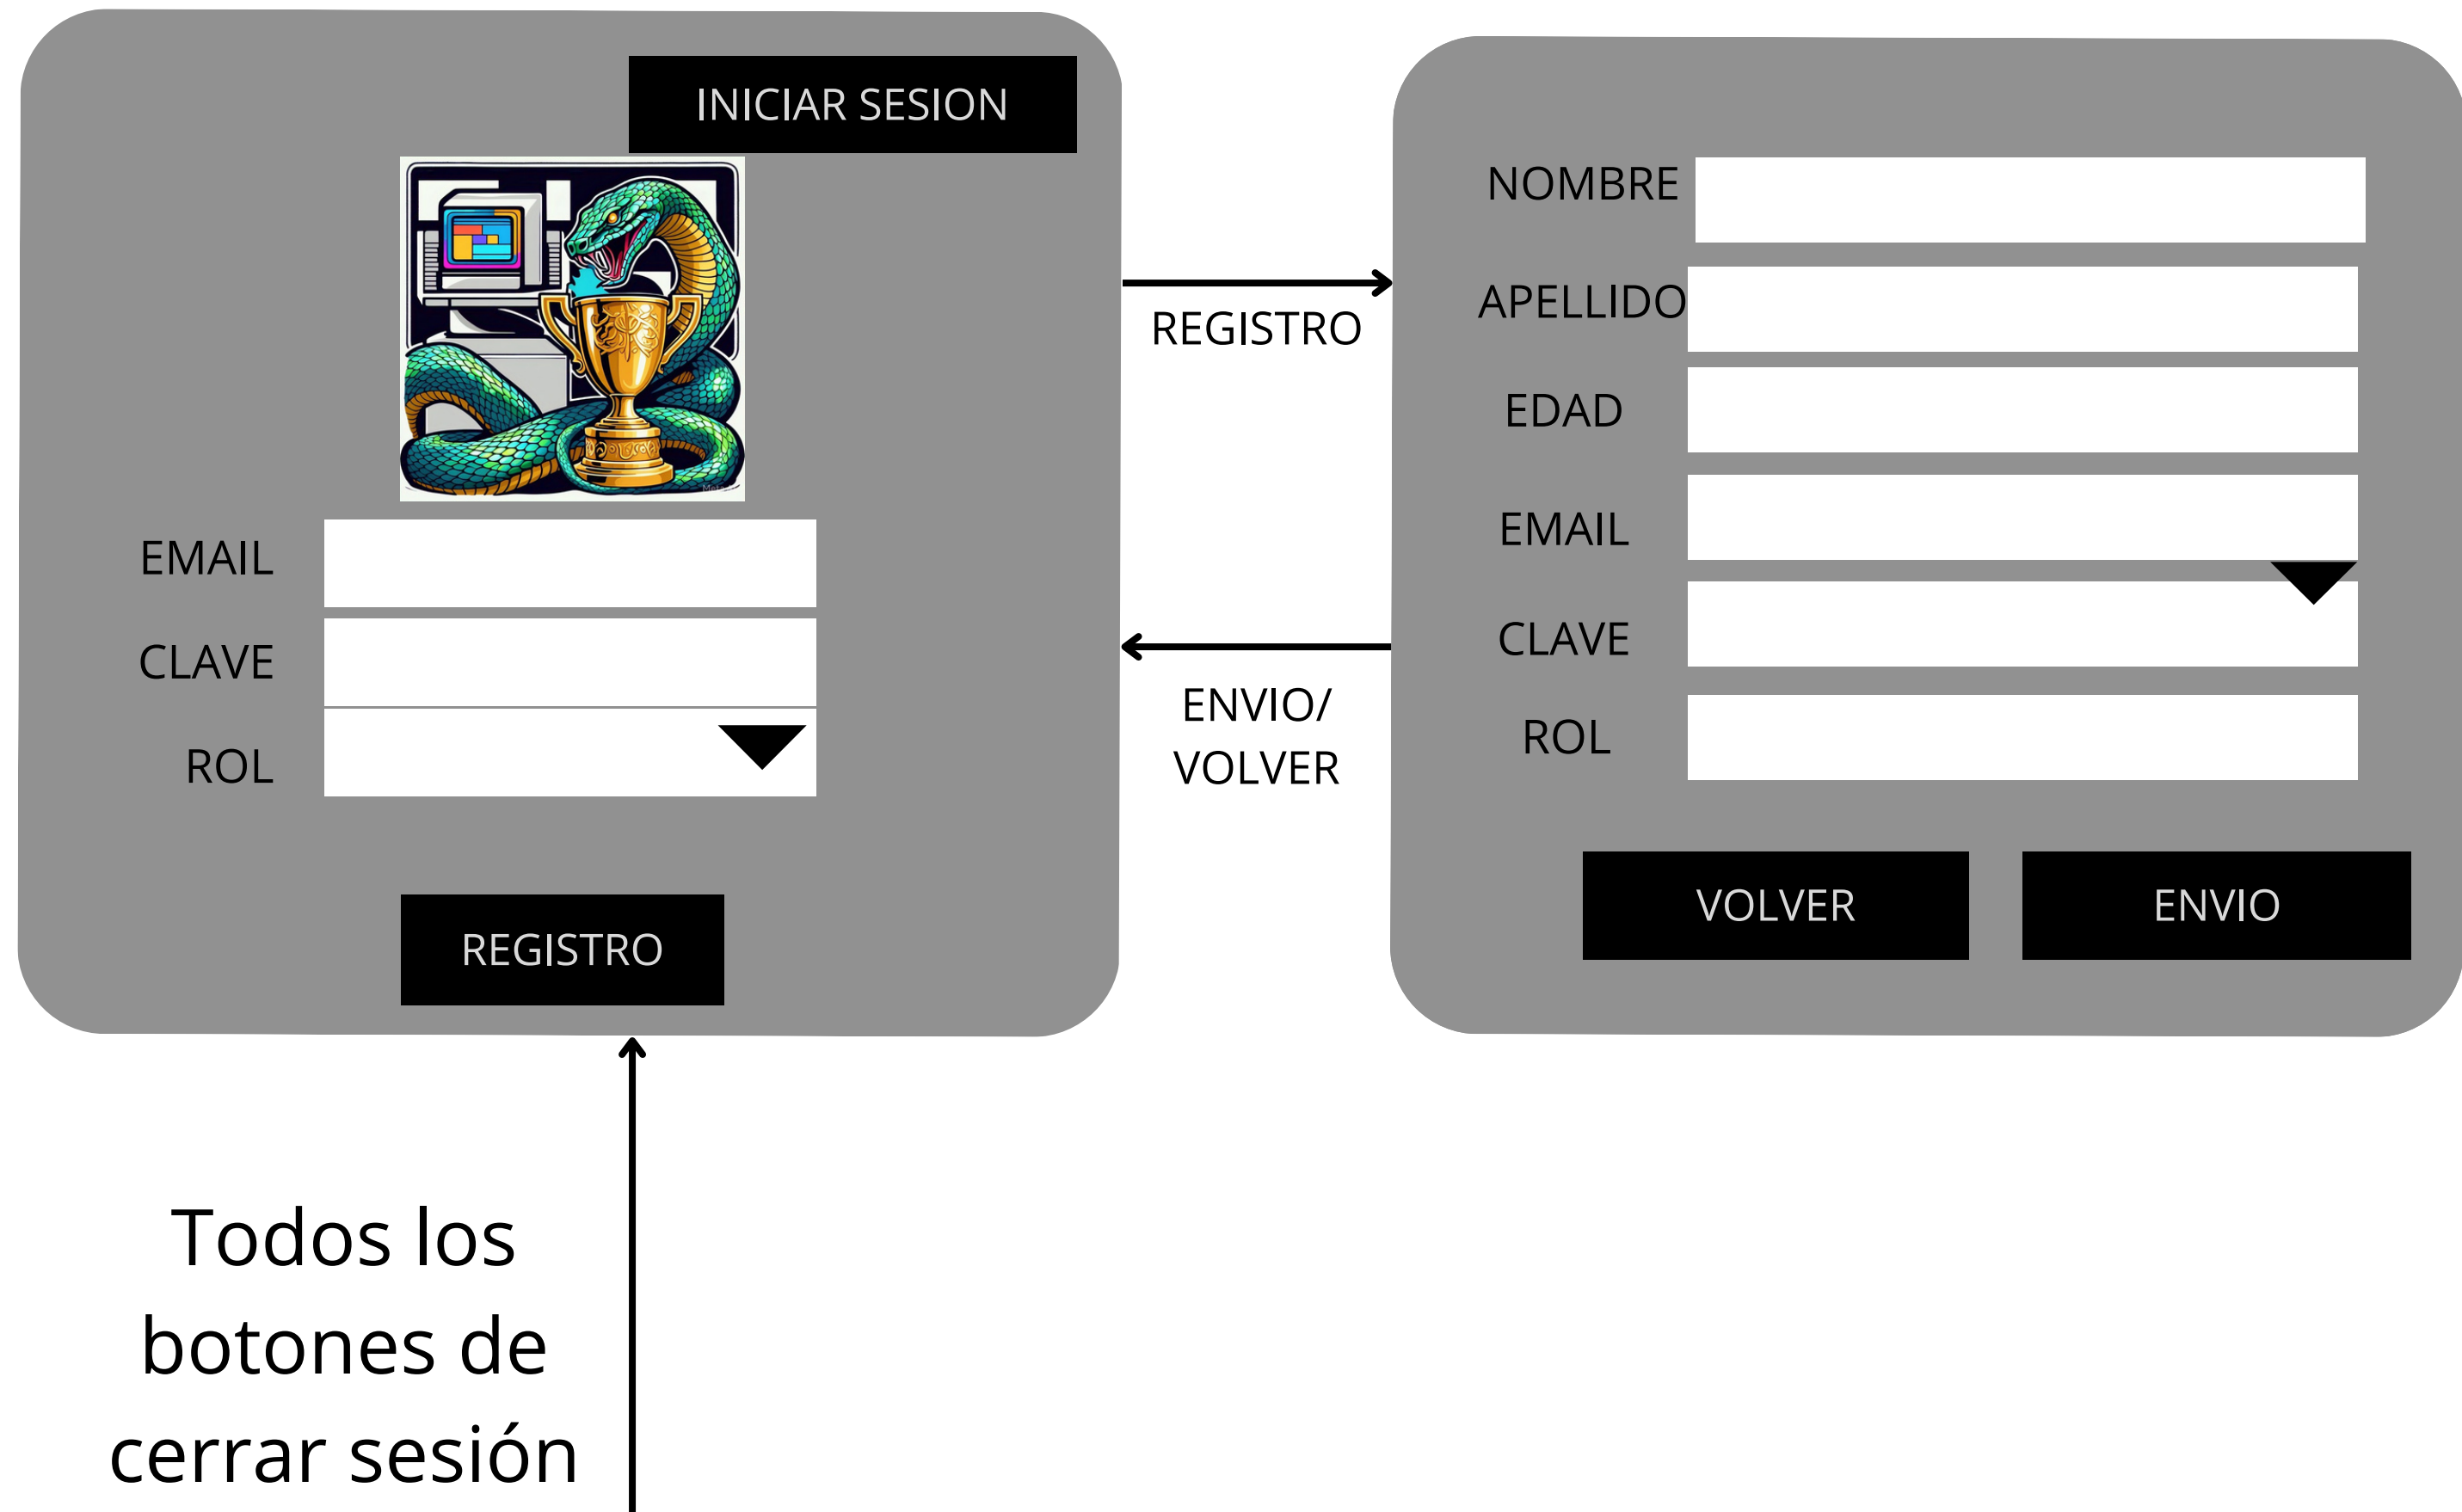 INICIAR SESION
EMAIL
CLAVE
ROL
REGISTRO
REGISTRO
ENVIO/
VOLVER
NOMBRE
APELLIDO
EDAD
EMAIL
CLAVE
ROL
VOLVER
ENVIO
Todos los
botones de
cerrar sesión